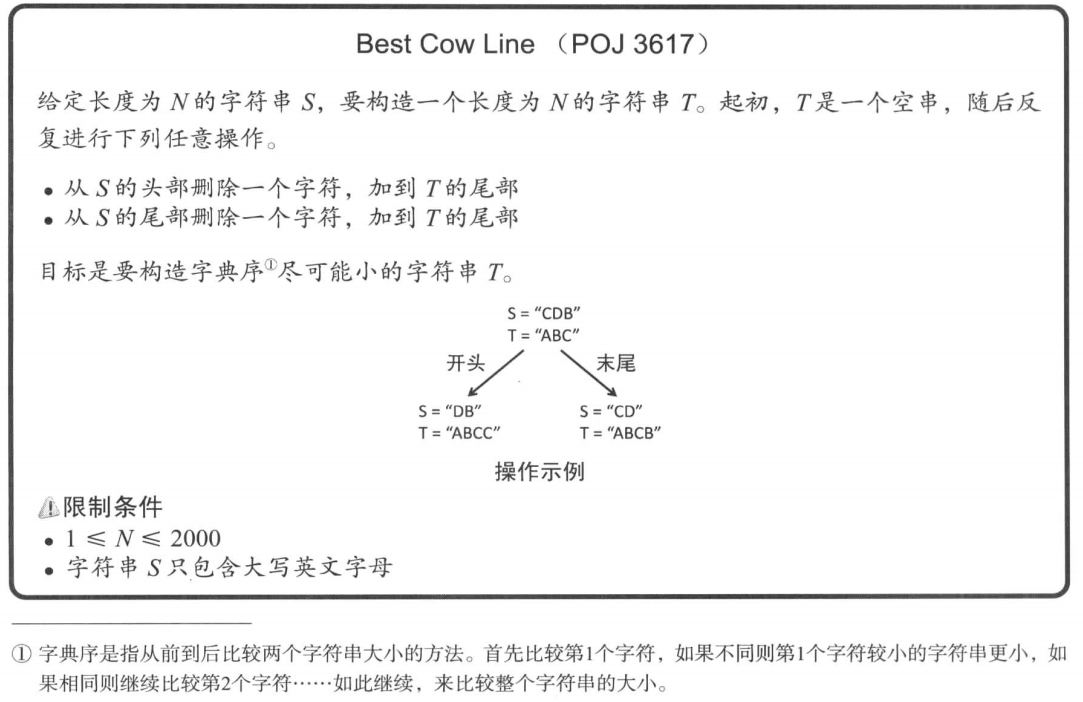 Best Cow Line （POJ 3617）
给定长度为 N 的字符串 S，要构造一个长度为 N 的字符串 T。起初，T 是一个空串，随后反
复进行下列任意操作。
• 从 S 的头部删除一个字符，加到 T 的尾部
• 从 S 的尾部删除一个字符，加到 T 的尾部
目标是要构造字典序①尽可能小的字符串 T。
S = “CDB”
T = “ABC”
开头 末尾
S = “DB” S = “CD”
T = “ABCC” T = “ABCB”
操作示例
限制条件
• 1 ≤ N ≤ 2000
• 字符串 S 只包含大写英文字母
① 字典序是指从前到后比较两个字符串大小的方法。首先比较第1个字符，如果不同则第1个字符较小的字符串更小，如
果相同则继续比较第2个字符……如此继续，来比较整个字符串的大小。